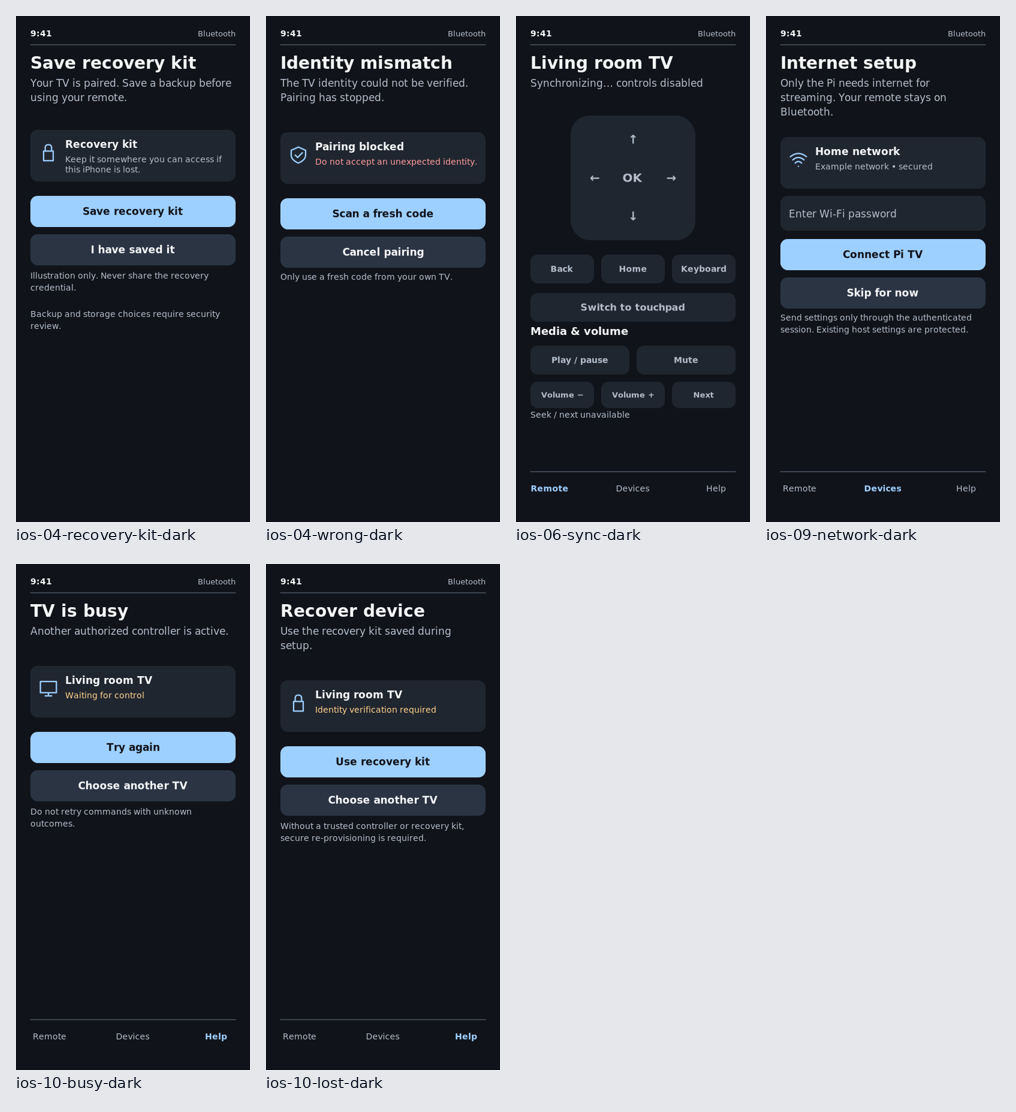 9:41 Bluetooth
Save recovery kit
Your TV is paired. Save a backup before
using your remote.
Recovery kit
Keep it somewhere you can access if
this iPhone is lost.
Save recovery kit
I have saved it
Illustration only. Never share the recovery
credential.
Backup and storage choices require security
review.
ios-04-recovery-kit-dark
9:41 Bluetooth
Identity mismatch
The TV identity could not be verified.
Pairing has stopped.
Pairing blocked
Do not accept an unexpected identity.
Scan a fresh code
Cancel pairing
Only use a fresh code from your own TV.
ios-04-wrong-dark
9:41 Bluetooth
Living room TV
Synchronizing... controls disabled
↑
← OK →
↓
Back Home Keyboard
Switch to touchpad
Media & volume
Play / pause Mute
Volume − Volume + Next
Seek / next unavailable
Remote Devices Help
ios-06-sync-dark
9:41 Bluetooth
Internet setup
Only the Pi needs internet for
streaming. Your remote stays on
Bluetooth.
Home network
Example network • secured
Enter Wi-Fi password
Connect Pi TV
Skip for now
Send settings only through the authenticated
session. Existing host settings are protected.
Remote Devices Help
ios-09-network-dark
9:41 Bluetooth
TV is busy
Another authorized controller is active.
Living room TV
Waiting for control
Try again
Choose another TV
Do not retry commands with unknown
outcomes.
Remote Devices Help
ios-10-busy-dark
9:41 Bluetooth
Recover device
Use the recovery kit saved during
setup.
Living room TV
Identity verification required
Use recovery kit
Choose another TV
Without a trusted controller or recovery kit,
secure re-provisioning is required.
Remote Devices Help
ios-10-lost-dark